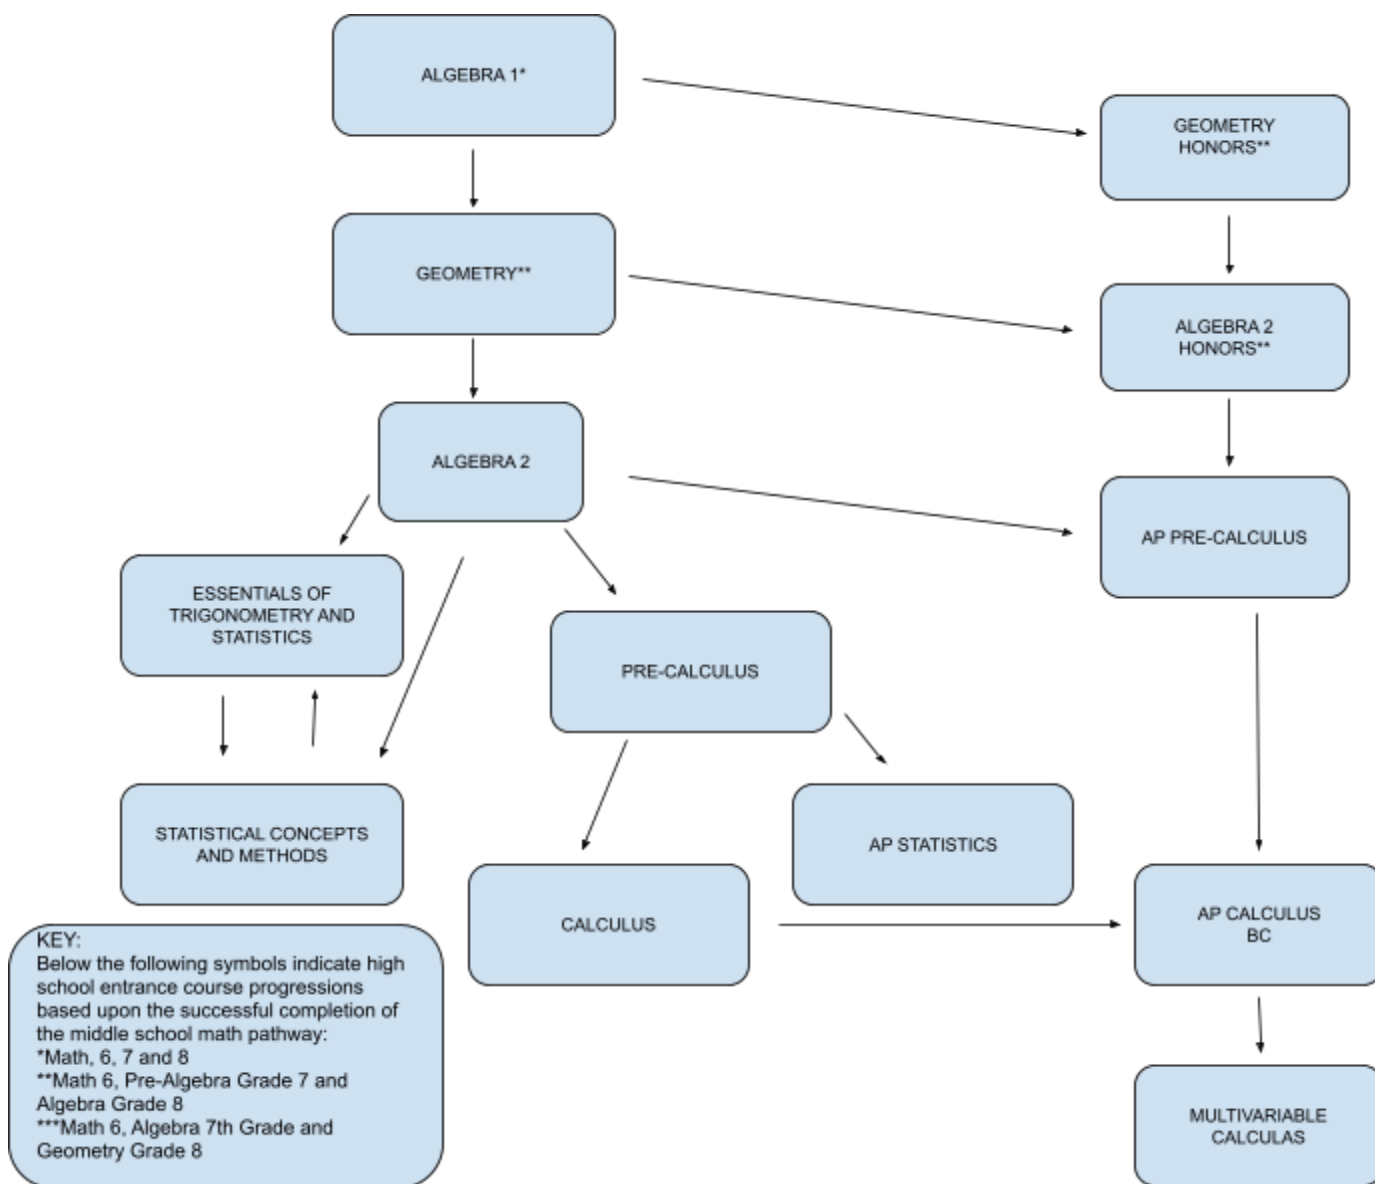 ALGEBRA 1*
GEOMETRY
HONORS**
GEOMETRY**
ALGEBRA 2
HONORS**
ALGEBRA 2
AP PRE-CALCULUS
ESSENTIALS OF
TRIGONOMETRY AND
STATISTICS
PRE-CALCULUS
STATISTICAL CONCEPTS
AND METHODS
AP STATISTICS
CALCULUS
AP CALCULUS
BC
KEY:
Below the following symbols indicate high
school entrance course progressions
based upon the successful completion of
the middle school math pathway:
*Math, 6, 7 and 8
**Math 6, Pre-Algebra Grade 7 and
Algebra Grade 8
***Math 6, Algebra 7th Grade and
Geometry Grade 8
MULTIVARIABLE
CALCULAS